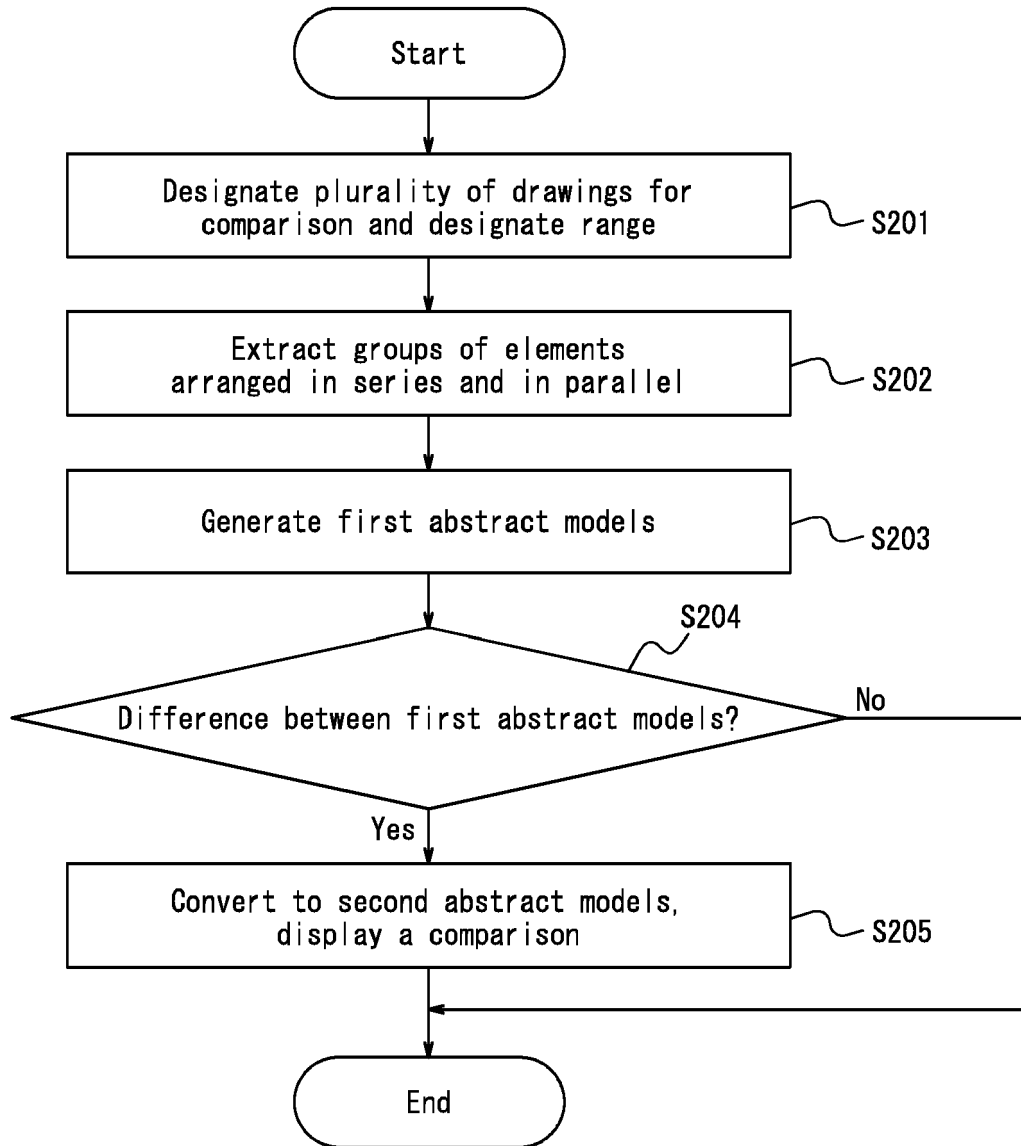 Start
Designate plurality of drawings for
comparison and designate range
S201
Extract groups of elements
arranged in series and in parallel
S202
Generate first abstract models
S203
S204
Difference between first abstract models?
No
Yes
Convert to second abstract models,
display a comparison
S205
End